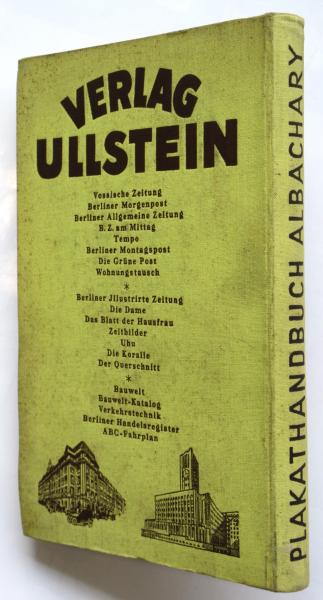 VERLAG
ULLSTEIN
Vossische Zeitung
Berliner Morgenpost
Berliner Allgemeine Zeitung
B. Z. am Mittag
Tempo
Berliner Montagspost
Die Grüne Post
Wohnungstausch
*
Berliner Jllustrirte Zeitung
Die Dame
Das Blatt der Hausfrau
Zeitbilder
Uhu
Die Koralle
Der Querschnitt
*
Bauwelt
Bauwelt-Katalog
Verkehrstechnik
Berliner Handelsregister
ABC-Fahrplan
PLAKATHANDBUCH ALBACHARY